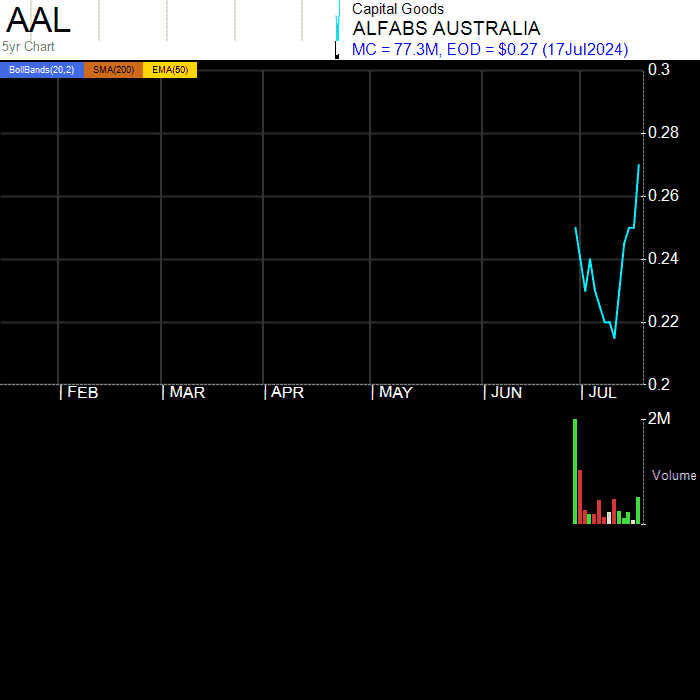 AAL
5yr Chart
Capital Goods
ALFABS AUSTRALIA
MC = 77.3M, EOD = $0.27 (17Jul2024)
BollBands(20,2) SMA(200) EMA(50)
0.3
0.28
0.26
0.24
0.22
0.2
FEB MAR APR MAY JUN JUL
2M
Volume